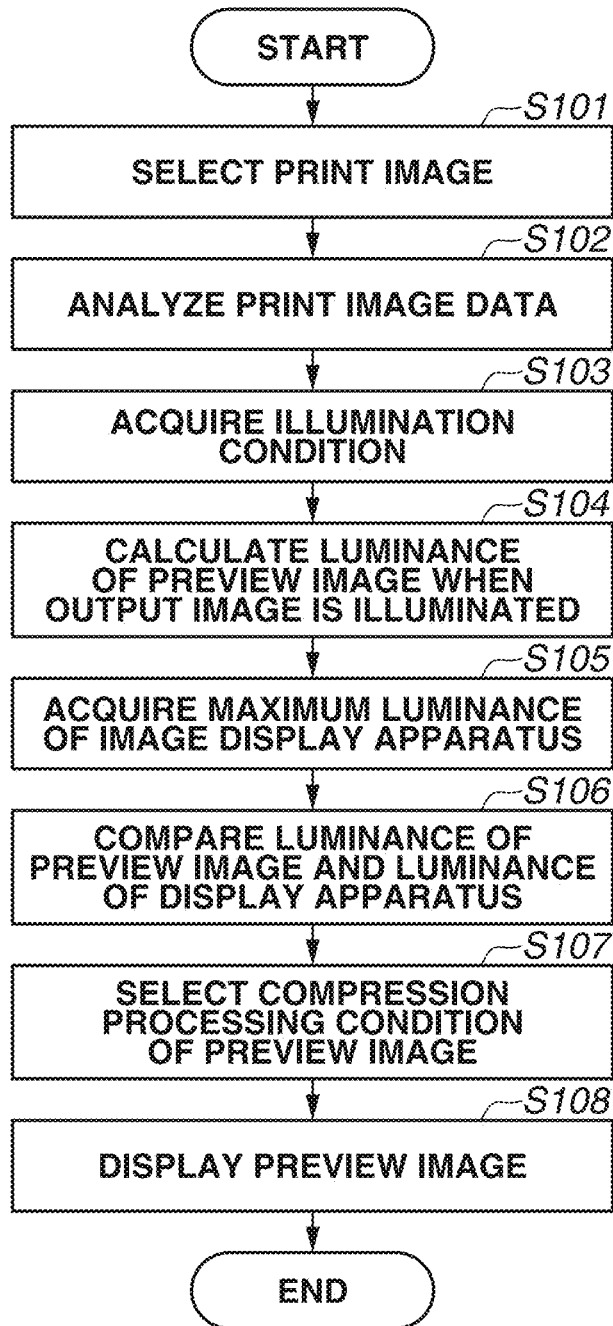 START
S101
SELECT PRINT IMAGE
S102
ANALYZE PRINT IMAGE DATA
S103
ACQUIRE ILLUMINATION
CONDITION
S104
CALCULATE LUMINANCE
OF PREVIEW IMAGE WHEN
OUTPUT IMAGE IS ILLUMINATED
S105
ACQUIRE MAXIMUM LUMINANCE
OF IMAGE DISPLAY APPARATUS
S106
COMPARE LUMINANCE OF
PREVIEW IMAGE AND LUMINANCE
OF DISPLAY APPARATUS
S107
SELECT COMPRESSION
PROCESSING CONDITION
OF PREVIEW IMAGE
S108
DISPLAY PREVIEW IMAGE
END